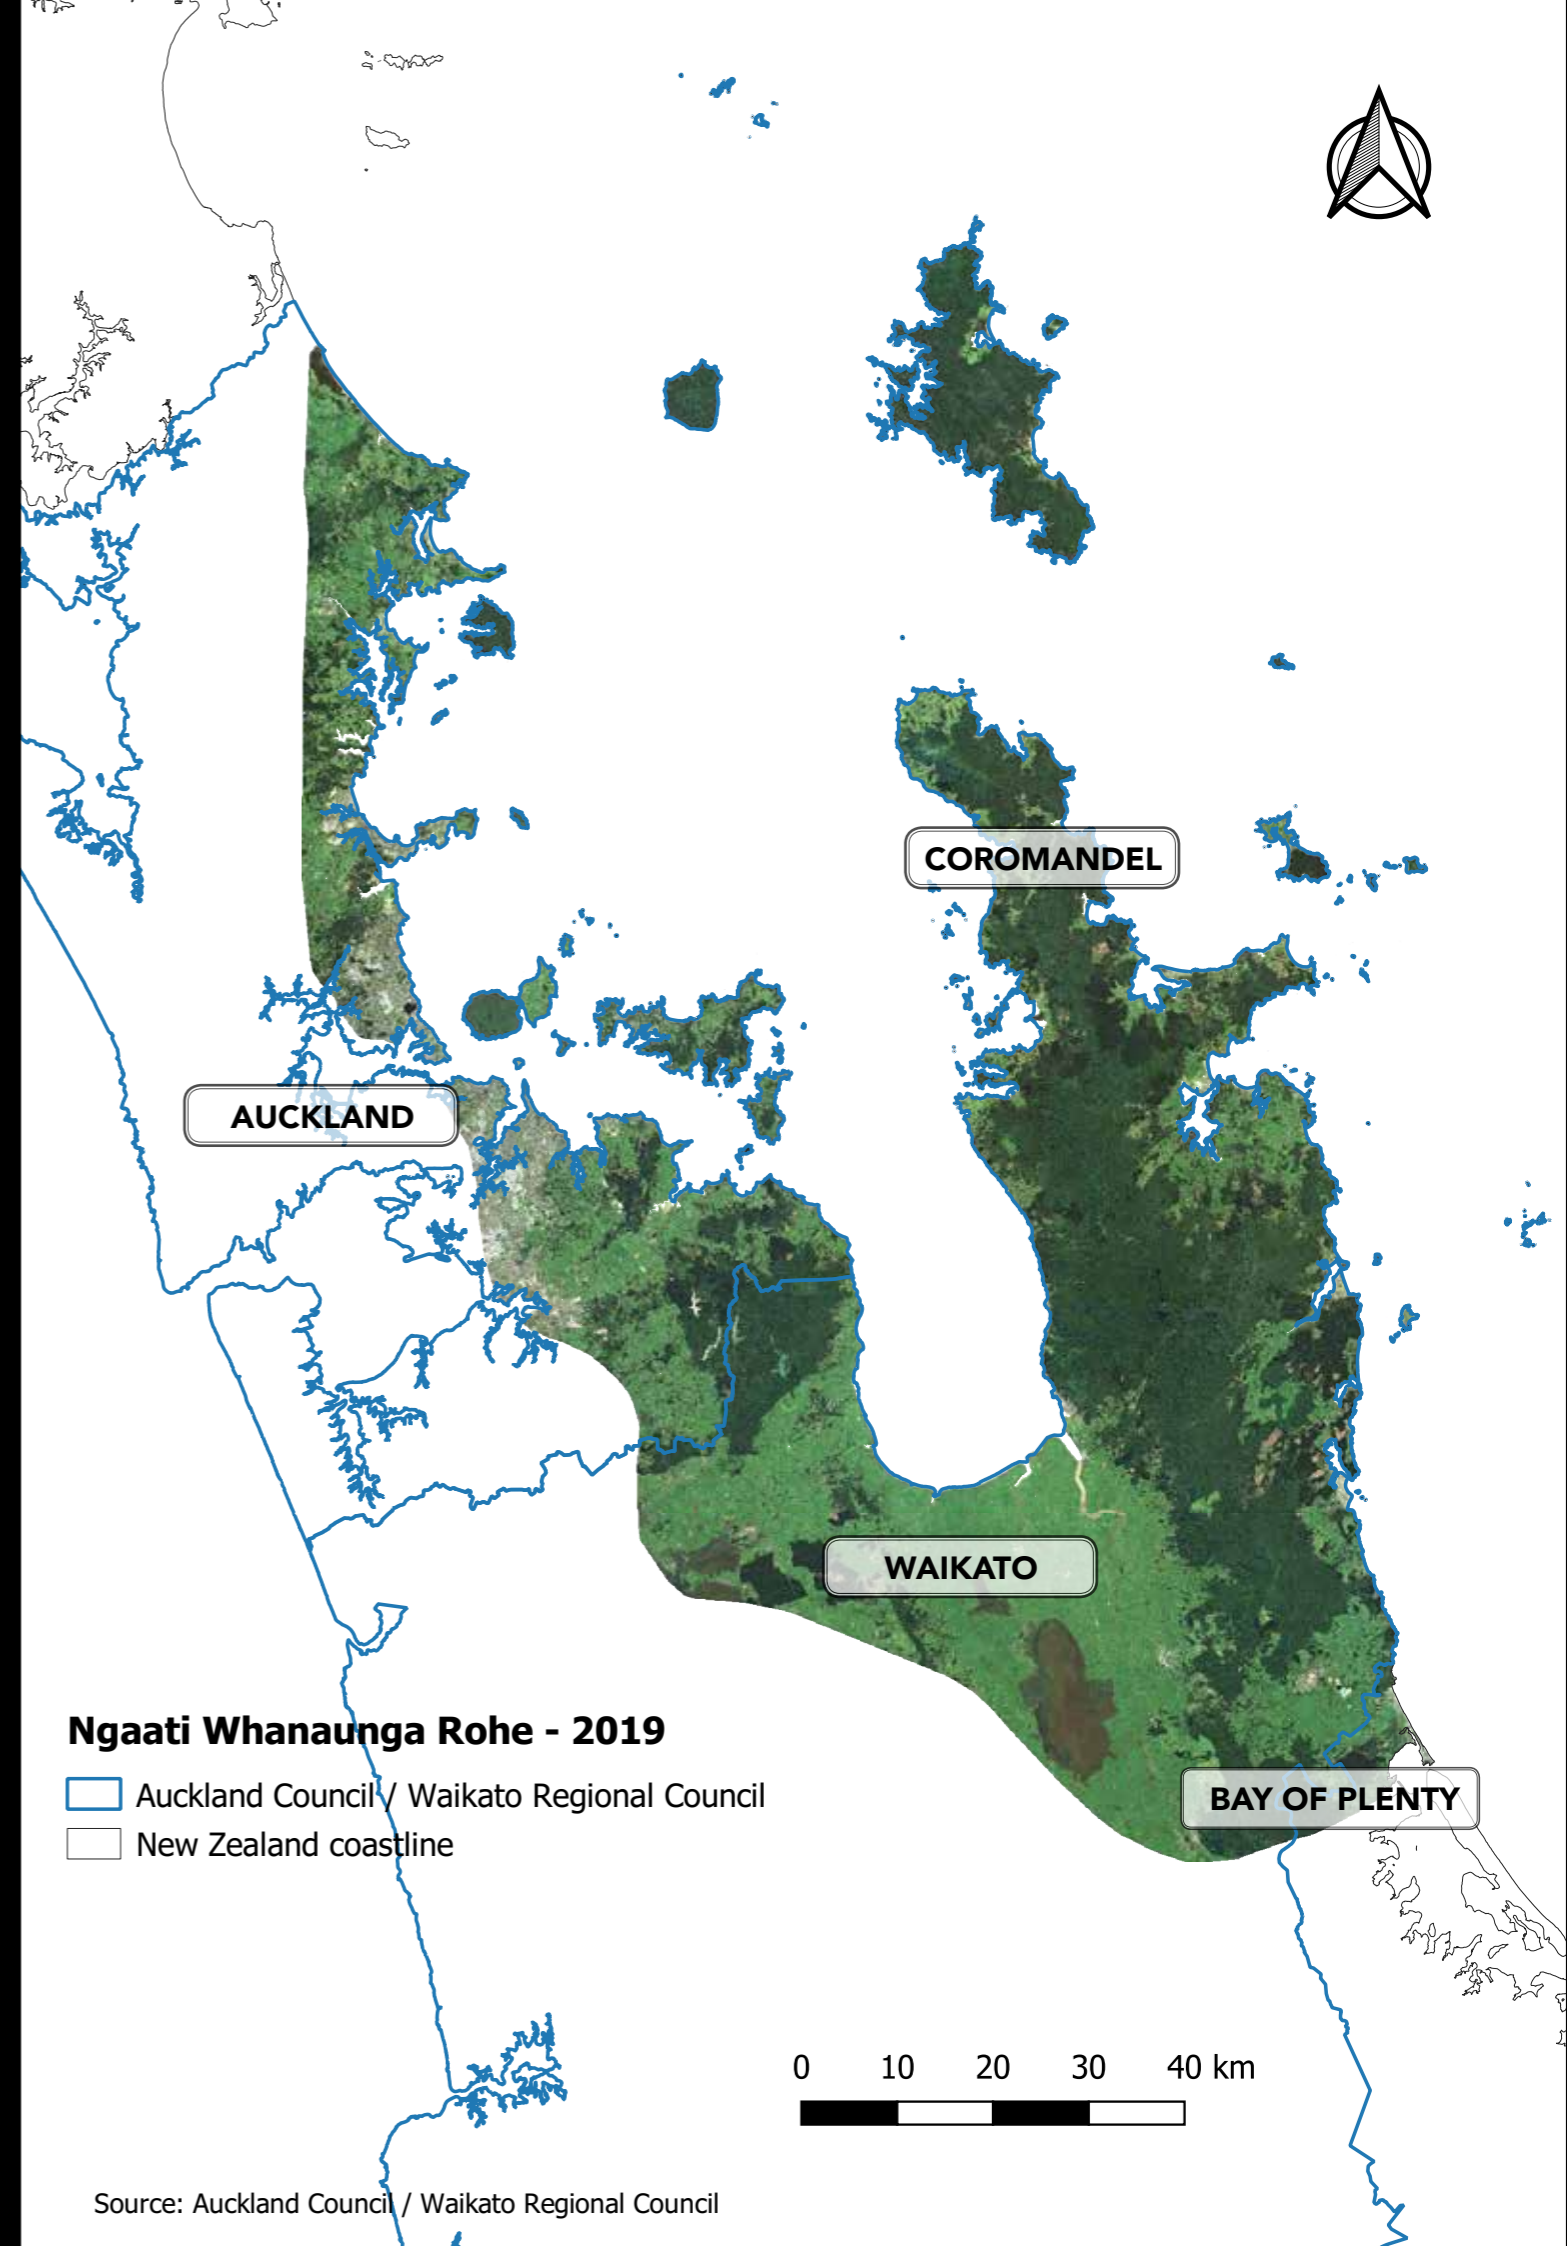 COROMANDEL
AUCKLAND
WAIKATO
Ngaati Whanaunga Rohe - 2019
Auckland Council / Waikato Regional Council
New Zealand coastline
BAY OF PLENTY
0 10 20 30 40 km
Source: Auckland Council / Waikato Regional Council